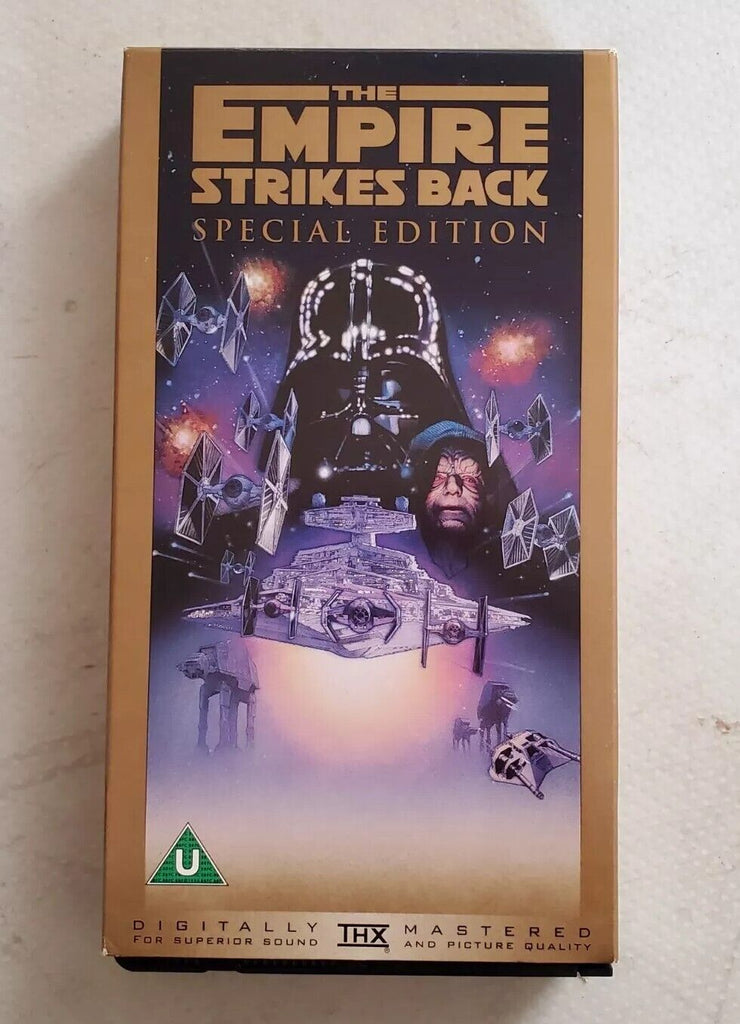 THE
EMPIRE
STRIKES BACK
SPECIAL EDITION
U
DIGITALLY THX MASTERED
FOR SUPERIOR SOUND ® AND PICTURE QUALITY